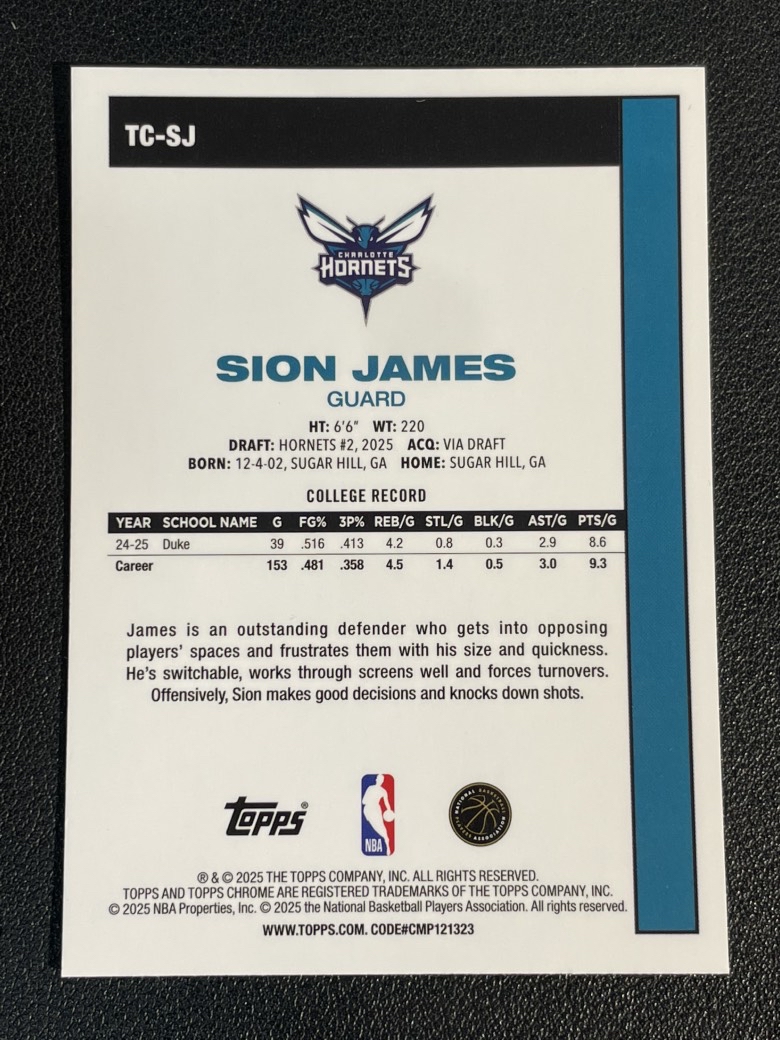 TC-SJ
CHARLOTTE
HORNETS
SION JAMES
GUARD
HT: 6'6" WT: 220
DRAFT: HORNETS #2, 2025 ACQ: VIA DRAFT
BORN: 12-4-02, SUGAR HILL, GA HOME: SUGAR HILL, GA
COLLEGE RECORD
YEAR SCHOOL NAME G FG% 3P% REB/G STL/G BLK/G AST/G PTS/G
24-25 Duke 39 .516 .413 4.2 0.8 0.3 2.9 8.6
Career 153 .481 .358 4.5 1.4 0.5 3.0 9.3
James is an outstanding defender who gets into opposing
players' spaces and frustrates them with his size and quickness.
He's switchable, works through screens well and forces turnovers.
Offensively, Sion makes good decisions and knocks down shots.
topps®
NBA
NATIONAL BASKETBALL PLAYERS ASSOCIATION
® & © 2025 THE TOPPS COMPANY, INC. ALL RIGHTS RESERVED.
TOPPS AND TOPPS CHROME ARE REGISTERED TRADEMARKS OF THE TOPPS COMPANY, INC.
© 2025 NBA Properties, Inc. © 2025 the National Basketball Players Association. All rights reserved.
WWW.TOPPS.COM. CODE#CMP121323